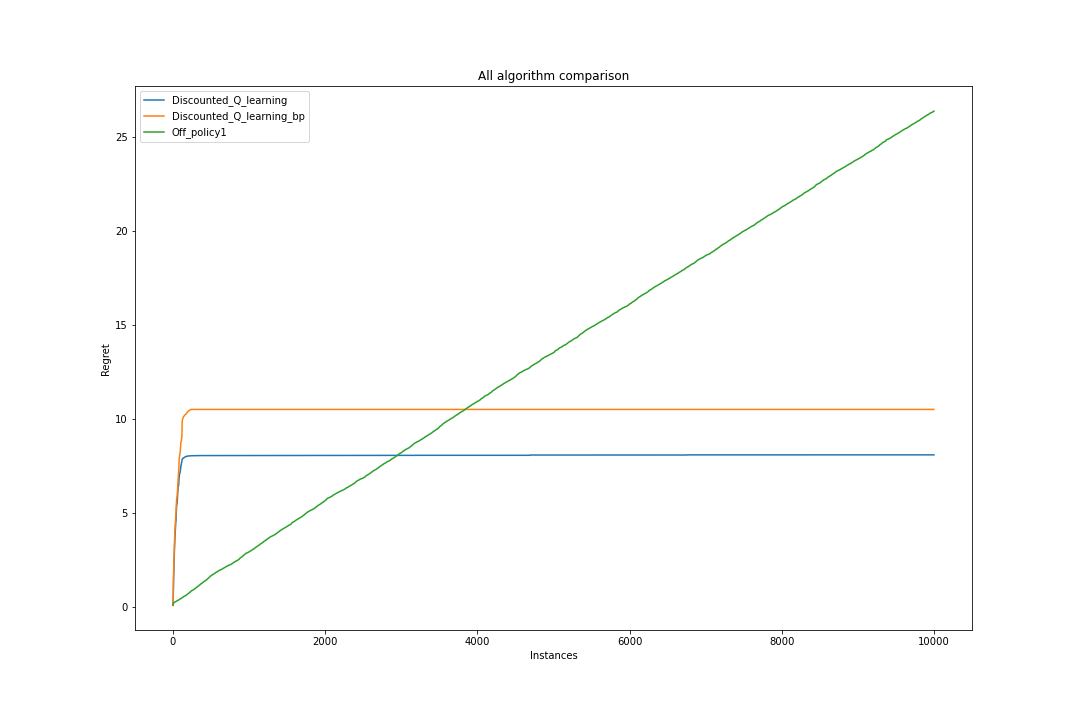 All algorithm comparison
Discounted_Q_learning
Discounted_Q_learning_bp
Off_policy1
25
20
15
10
5
0
Regret
0 2000 4000 6000 8000 10000
Instances